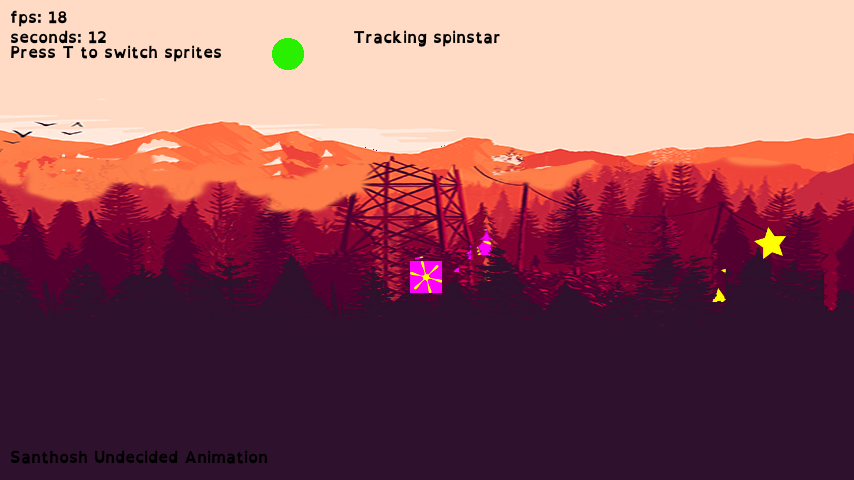 fps: 18
seconds: 12
Tracking spinstar
Press T to switch sprites
Santhosh Undecided Animation